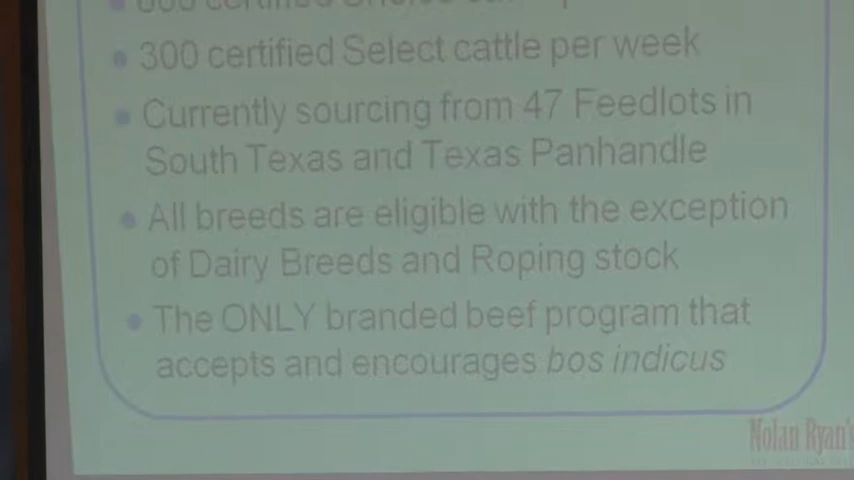 300 certified Select cattle per week
Currently sourcing from 47 Feedlots in
South Texas and Texas Panhandle
All breeds are eligible with the exception
of Dairy Breeds and Roping stock
The ONLY branded beef program that
accepts and encourages bos indicus
Nolan Ryan's